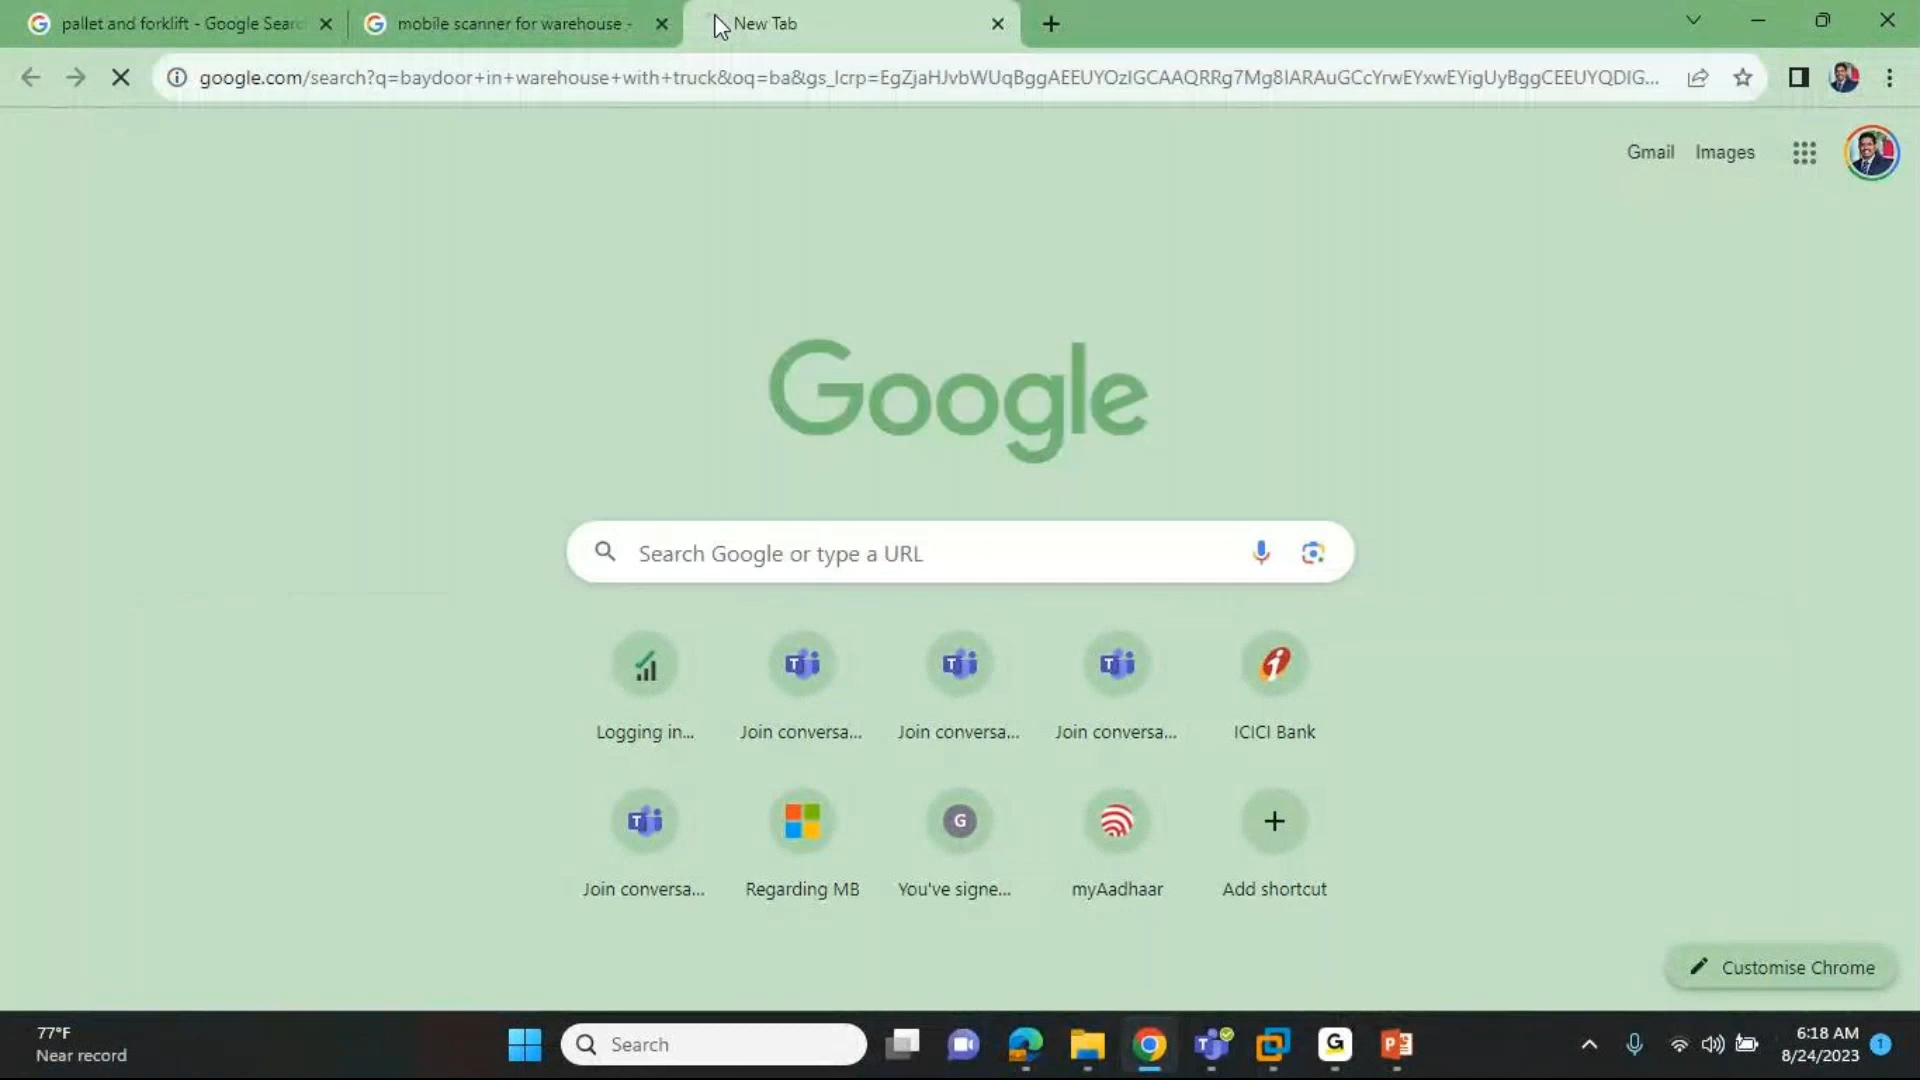 pallet and forklift - Google Searc
mobile scanner for warehouse -
New Tab
google.com/search?q=baydoor+in+warehouse+with+truck&oq=ba&gs_lcrp=EgZjaHJvbWUqBggAEEUYOzIGCAAQRRg7Mg8IARAuGCcYrwEYxwEYigUyBggCEEUYQDIG...
Gmail Images
Google
Search Google or type a URL
Logging in...
Join conversa...
Join conversa...
Join conversa...
ICICI Bank
Join conversa...
Regarding MB
G
You've signe...
myAadhaar
Add shortcut
Customise Chrome
77°F
Near record
Search
6:18 AM
8/24/2023
1